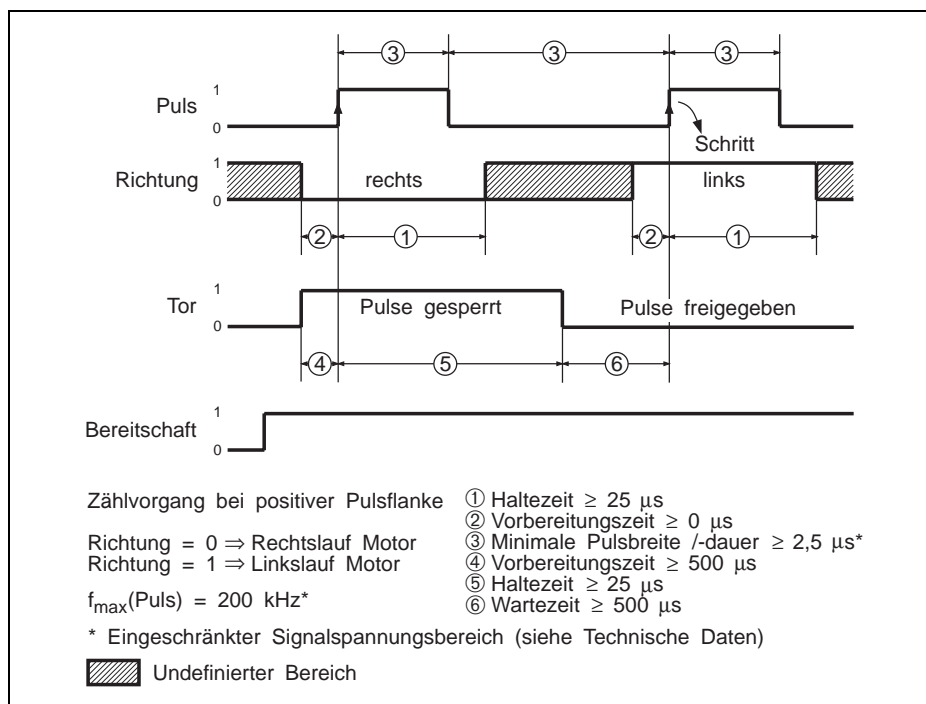 ③ ③ ③
Puls 1 0
Schritt
Richtung 1 0 rechts links
② ① ② ①
Tor 1 0 Pulse gesperrt Pulse freigegeben
④ ⑤ ⑥
Bereitschaft 1 0
Zählvorgang bei positiver Pulsflanke
Richtung = 0 ⇒ Rechtslauf Motor
Richtung = 1 ⇒ Linkslauf Motor
fmax(Puls) = 200 kHz*
① Haltezeit ≥ 25 μs
② Vorbereitungszeit ≥ 0 μs
③ Minimale Pulsbreite /-dauer ≥ 2,5 μs*
④ Vorbereitungszeit ≥ 500 μs
⑤ Haltezeit ≥ 25 μs
⑥ Wartezeit ≥ 500 μs
* Eingeschränkter Signalspannungsbereich (siehe Technische Daten)
Undefinierter Bereich